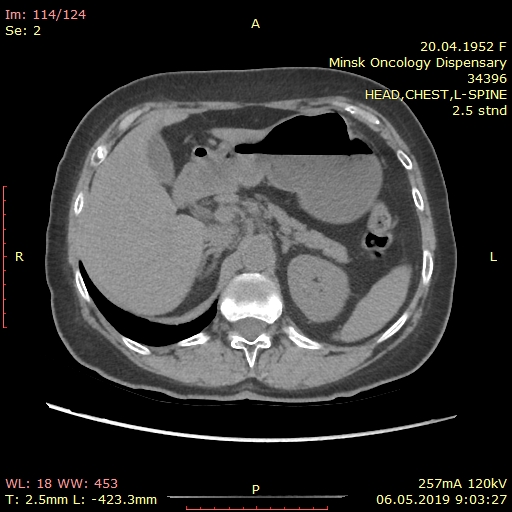 Im: 114/124
Se: 2
A
20.04.1952 F
Minsk Oncology Dispensary
34396
HEAD,CHEST,L-SPINE
2.5 stnd
R
L
WL: 18 WW: 453
T: 2.5mm L: -423.3mm
P
257mA 120kV
06.05.2019 9:03:27